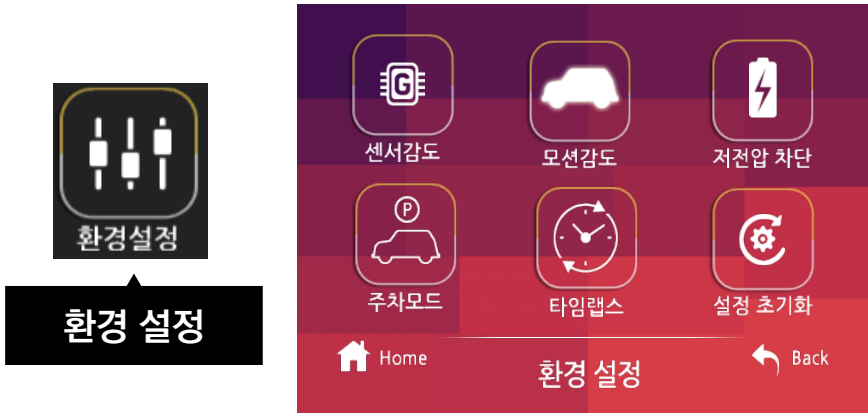 환경설정
환경 설정
G
센서감도
모션감도
저전압 차단
P
주차모드
타임랩스
설정 초기화
Home
환경 설정
Back